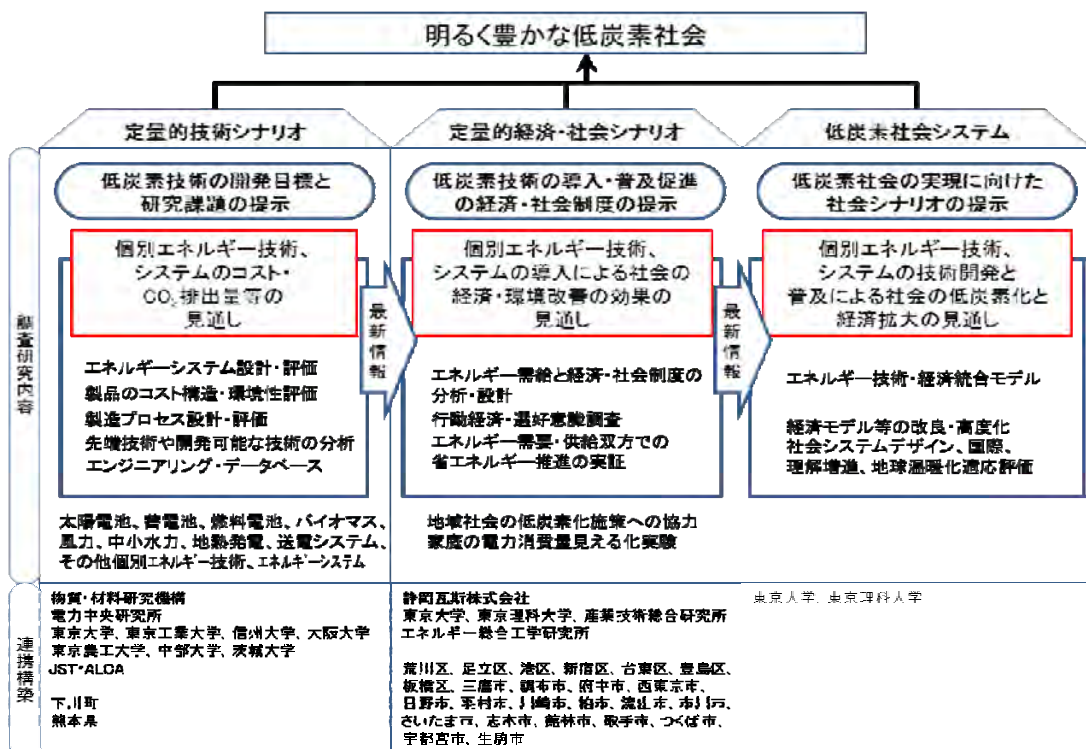 明るく豊かな低炭素社会
定量的技術シナリオ
定量的経済・社会シナリオ
低炭素社会システム
調査研究内容
低炭素技術の開発目標と
研究課題の提示
個別エネルギー技術、
システムのコスト・
CO₂排出量等の
見通し
エネルギーシステム設計・評価
製品のコスト構造・環境性評価
製造プロセス設計・評価
先端技術や開発可能な技術の分析
エンジニアリング・データベース
太陽電池、蓄電池、燃料電池、バイオマス、
風力、中小水力、地熱発電、送電システム、
その他個別エネルギー技術、エネルギーシステム
最新情報
低炭素技術の導入・普及促進
の経済・社会制度の提示
個別エネルギー技術、
システムの導入による社会の
経済・環境改善の効果の
見通し
エネルギー需給と経済・社会制度の
分析・設計
行動経済・選好意識調査
エネルギー需要・供給双方での
省エネルギー推進の実証
地域社会の低炭素化施策への協力
家庭の電力消費量見える化実験
最新情報
低炭素社会の実現に向けた
社会シナリオの提示
個別エネルギー技術、
システムの技術開発と
普及による社会の低炭素化と
経済拡大の見通し
エネルギー技術・経済統合モデル
経済モデル等の改良・高度化
社会システムデザイン、国際、
理解増進、地球温暖化適応評価
連携構築
物質・材料研究機構
電力中央研究所
東京大学、東京工業大学、信州大学、大阪大学
東京農工大学、中部大学、茨城大学
JST-ALCA
下川町
熊本県
静岡瓦斯株式会社
東京大学、東京理科大学、産業技術総合研究所
エネルギー総合工学研究所
荒川区、足立区、港区、新宿区、台東区、豊島区、
板橋区、三鷹市、調布市、府中市、西東京市、
日野市、羽村市、川崎市、柏市、流山市、市川市、
さいたま市、志木市、館林市、取手市、つくば市、
宇都宮市、生駒市
東京大学、東京理科大学